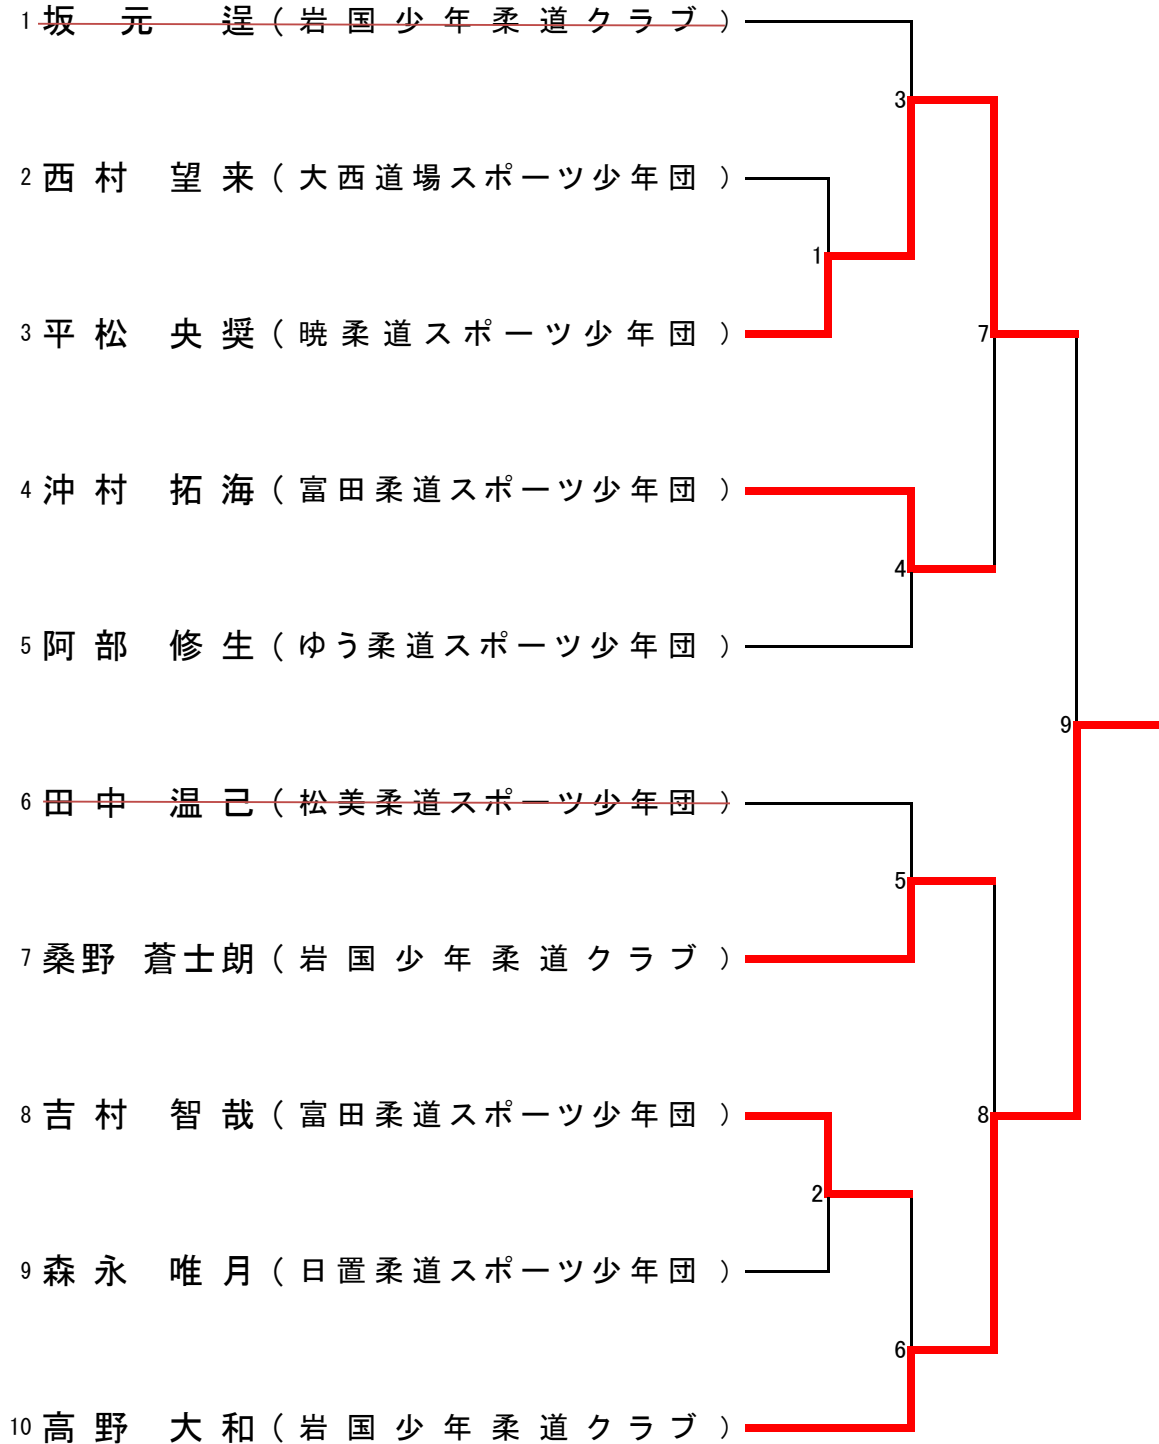 1 坂元 逞（岩国少年柔道クラブ）
3
2 西村 望来（大西道場スポーツ少年団）
1
3 平松 央奨（暁柔道スポーツ少年団）
7
4 沖村 拓海（富田柔道スポーツ少年団）
4
5 阿部 修生（ゆう柔道スポーツ少年団）
9
6 田中 温己（松美柔道スポーツ少年団）
5
7 桑野 蒼士朗（岩国少年柔道クラブ）
8 吉村 智哉（富田柔道スポーツ少年団）
8
2
9 森永 唯月（日置柔道スポーツ少年団）
6
10 高野 大和（岩国少年柔道クラブ）